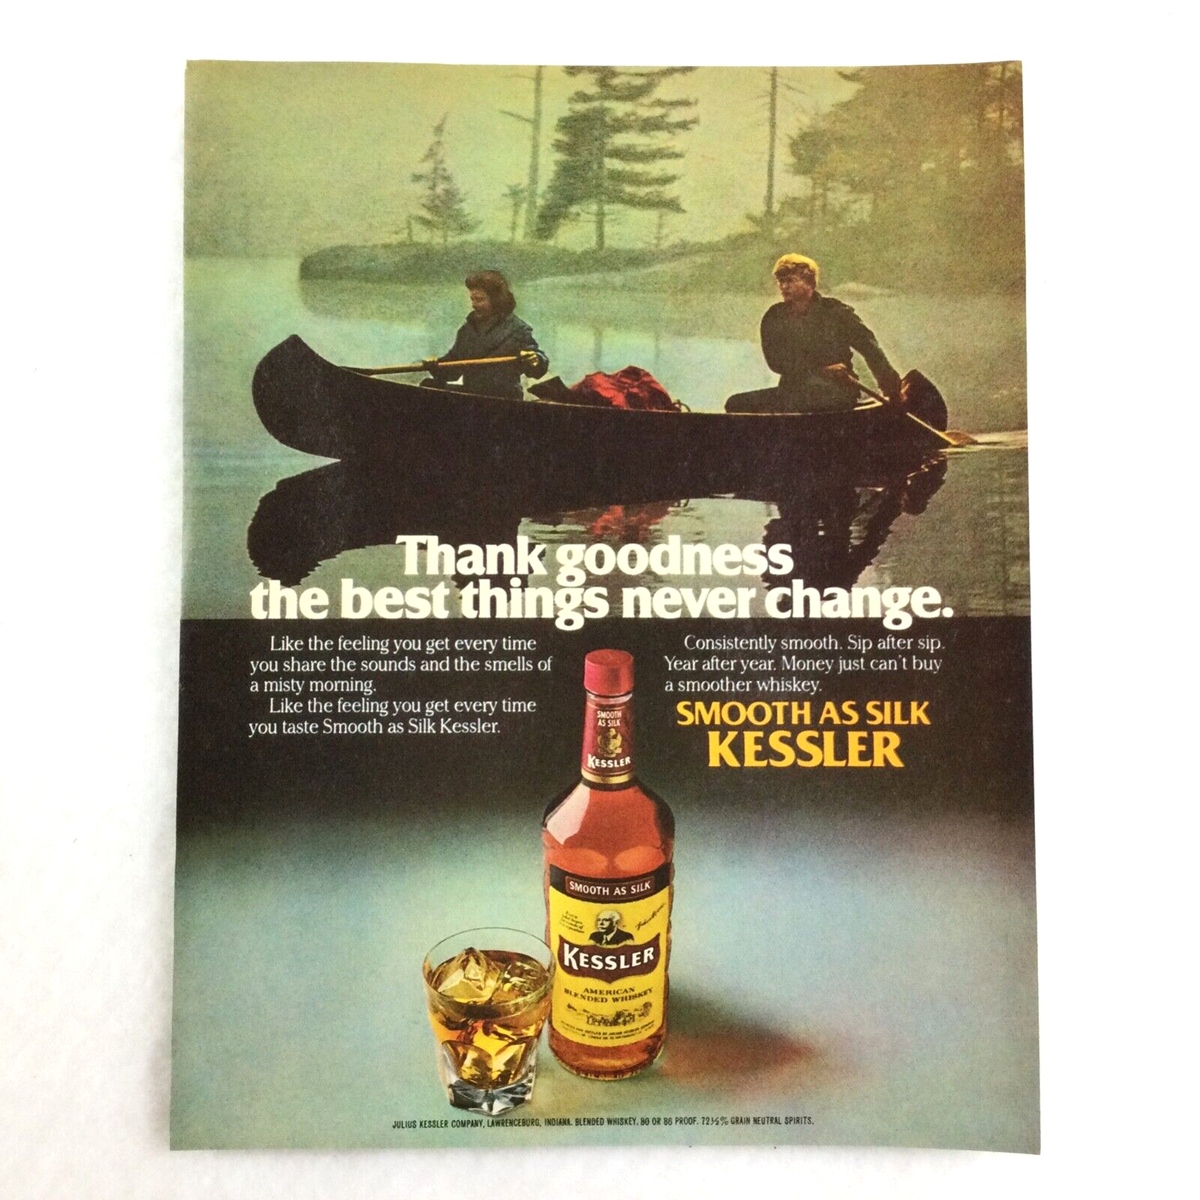 Thank goodness
the best things never change.
Like the feeling you get every time
you share the sounds and the smells of
a misty morning.
Like the feeling you get every time
you taste Smooth as Silk Kessler.
Consistently smooth. Sip after sip.
Year after year. Money just can't buy
a smoother whiskey.
SMOOTH AS SILK
KESSLER
SMOOTH
AS SILK
KESSLER
SMOOTH AS SILK
KESSLER
AMERICAN
BLENDED WHISKEY
JULIUS KESSLER COMPANY, LAWRENCEBURG, INDIANA. BLENDED WHISKEY. 80 OR 86 PROOF. 72½% GRAIN NEUTRAL SPIRITS.